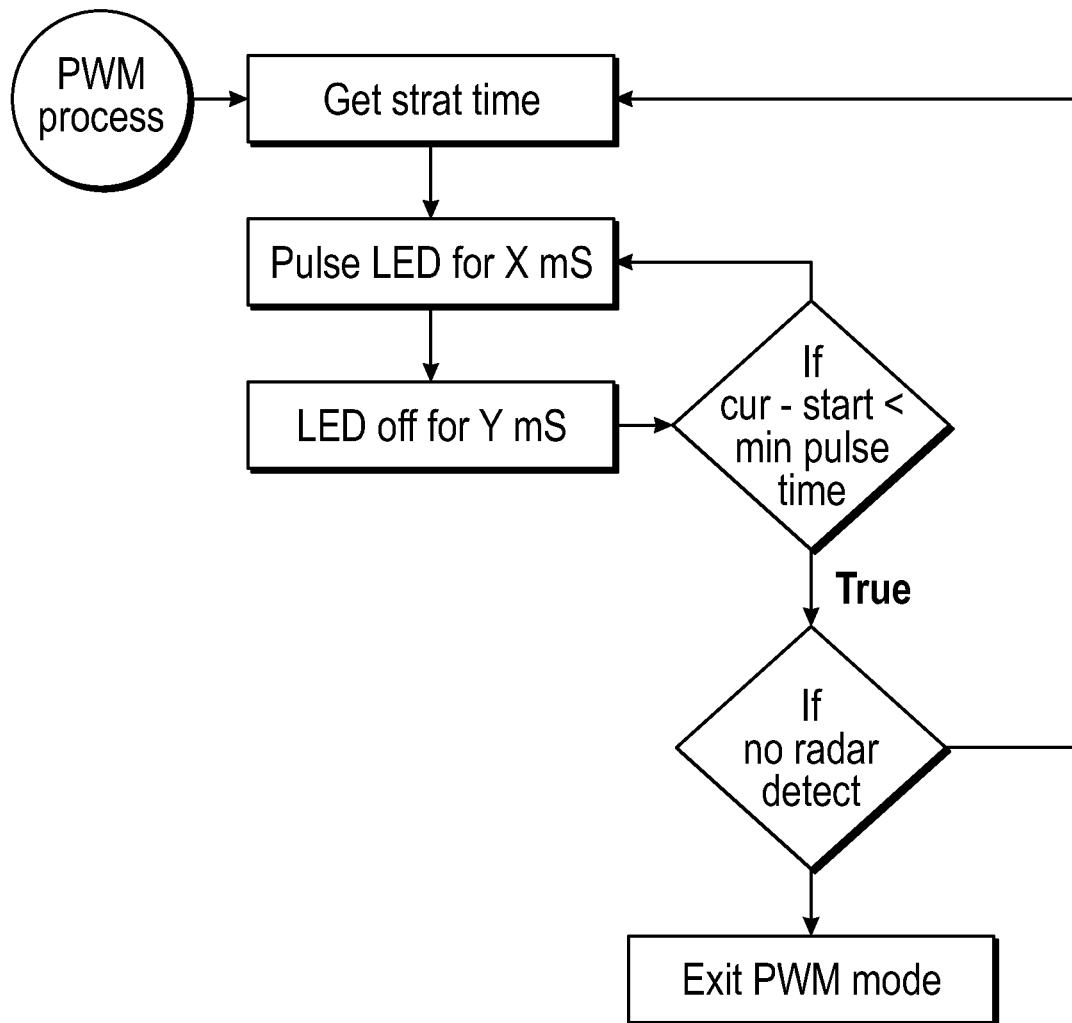 PWM
process
Get strat time
Pulse LED for X mS
LED off for Y mS
If
cur - start <
min pulse
time
True
If
no radar
detect
Exit PWM mode